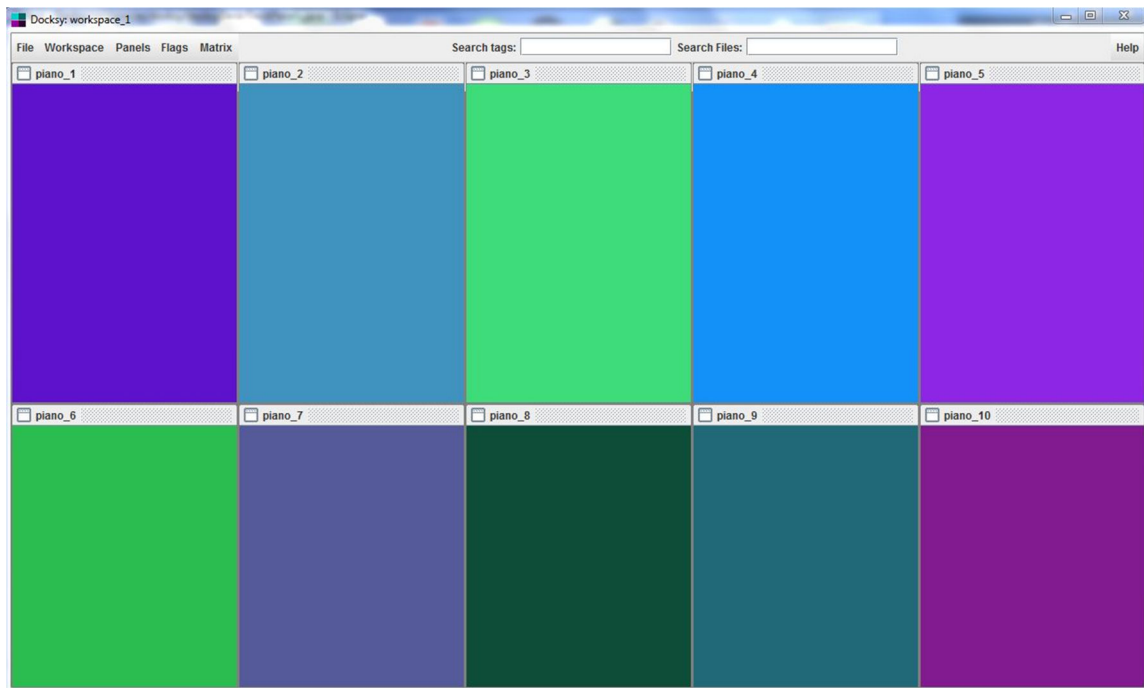 Docksy: workspace_1
File Workspace Panels Flags Matrix Search tags: Search Files: Help
piano_1 piano_2 piano_3 piano_4 piano_5
piano_6 piano_7 piano_8 piano_9 piano_10